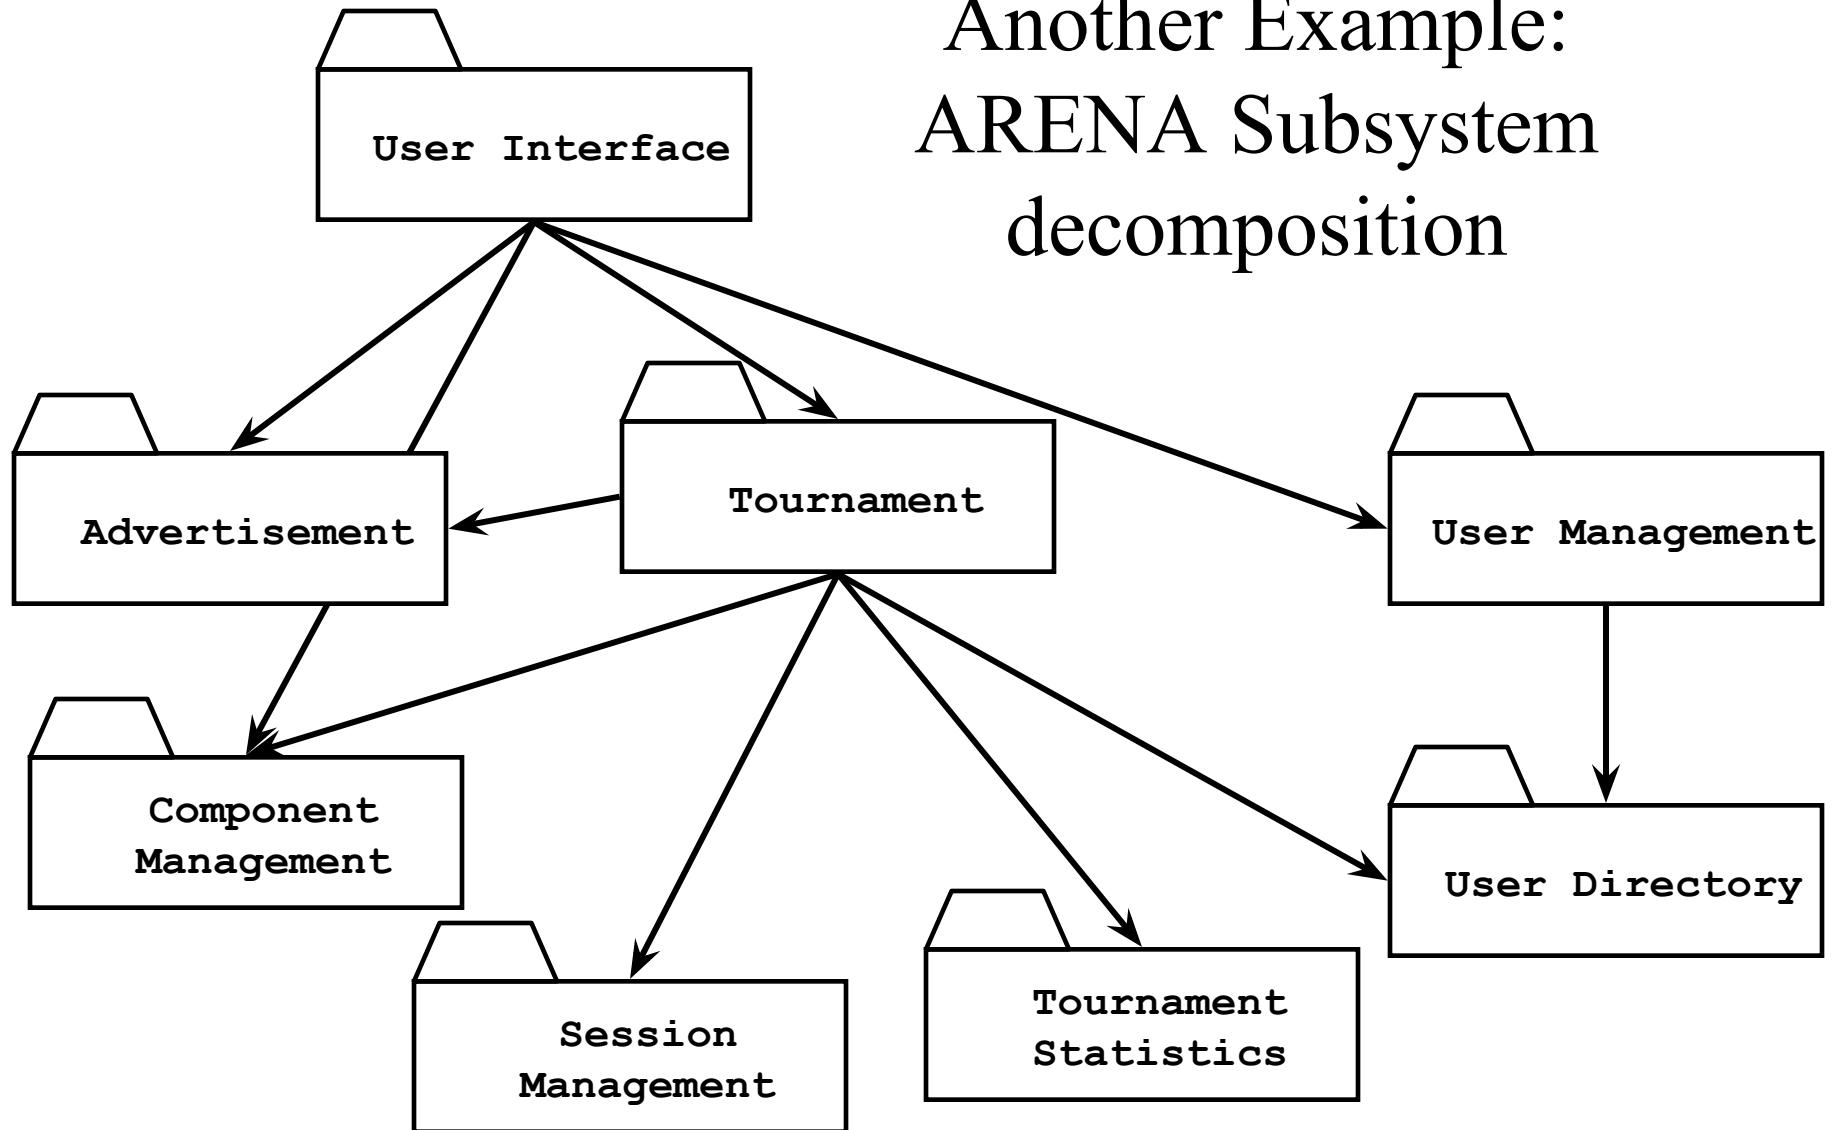 Another Example:
ARENA Subsystem
decomposition
User Interface
Tournament
Advertisement
User Management
Component
Management
User Directory
Session
Management
Tournament
Statistics